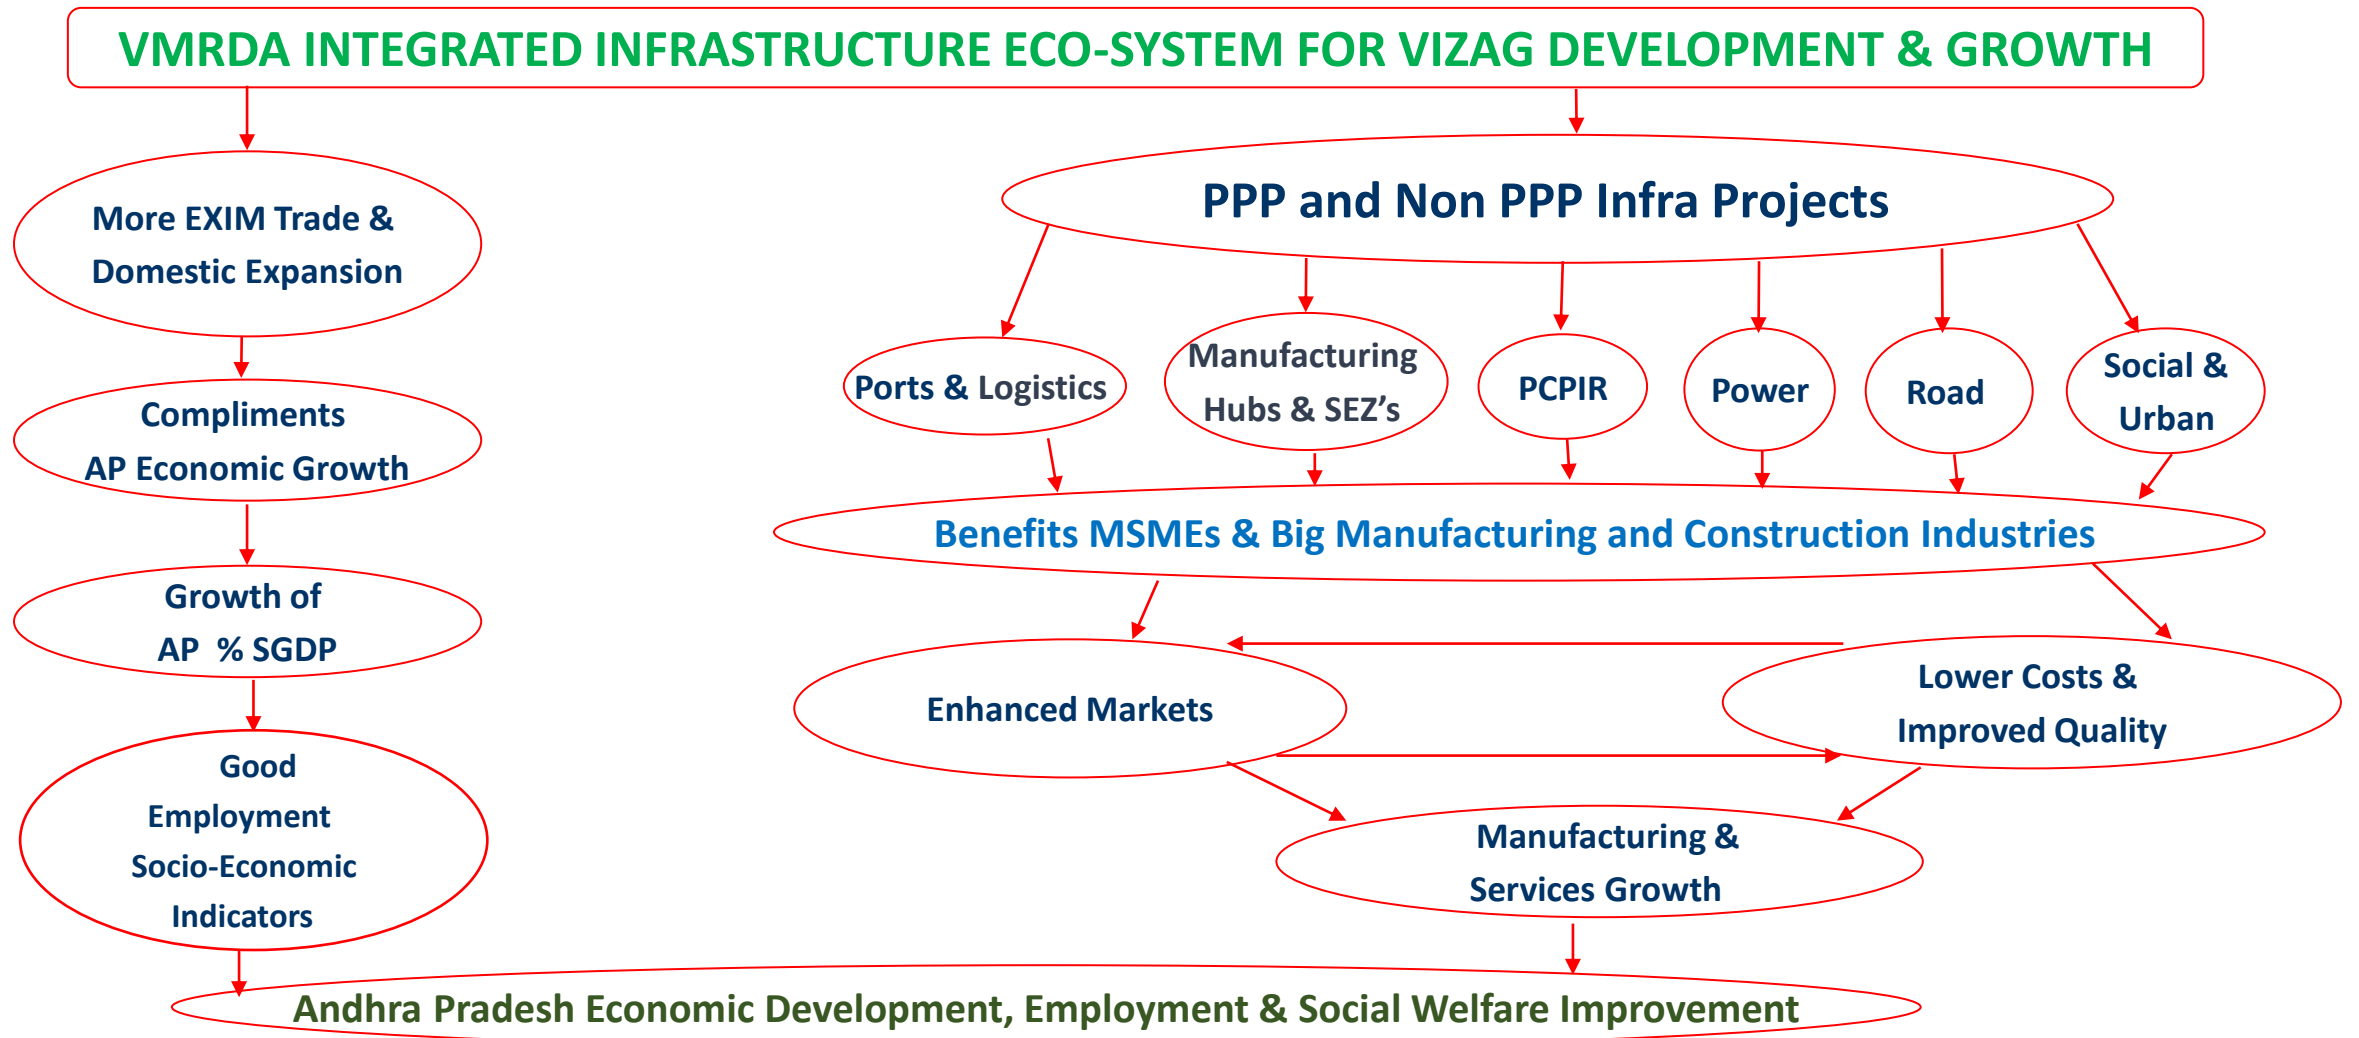 VMRDA INTEGRATED INFRASTRUCTURE ECO-SYSTEM FOR VIZAG DEVELOPMENT & GROWTH
More EXIM Trade &
Domestic Expansion
Compliments
AP Economic Growth
Growth of
AP % SGDP
Good
Employment
Socio-Economic
Indicators
PPP and Non PPP Infra Projects
Ports & Logistics
Manufacturing
Hubs & SEZ’s
PCPIR
Power
Road
Social &
Urban
Benefits MSMEs & Big Manufacturing and Construction Industries
Enhanced Markets
Lower Costs &
Improved Quality
Manufacturing &
Services Growth
Andhra Pradesh Economic Development, Employment & Social Welfare Improvement